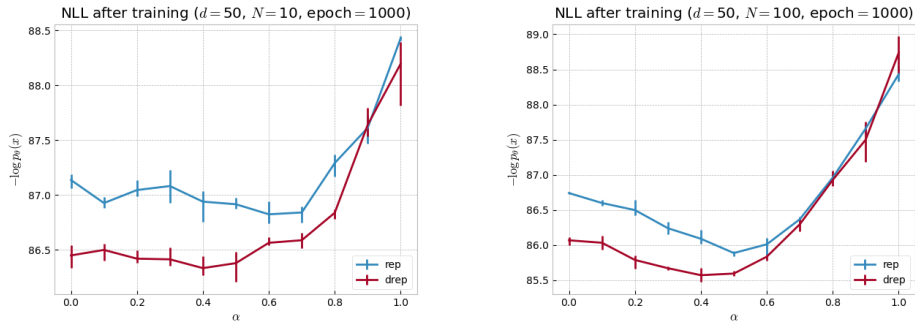 NLL after training (d = 50, N = 10, epoch = 1000)
88.5
88.0
87.5
87.0
86.5
−log pθ(x)
0.0 0.2 0.4 0.6 0.8 1.0
α
rep
drep
NLL after training (d = 50, N = 100, epoch = 1000)
89.0
88.5
88.0
87.5
87.0
86.5
86.0
85.5
−log pθ(x)
0.0 0.2 0.4 0.6 0.8 1.0
α
rep
drep